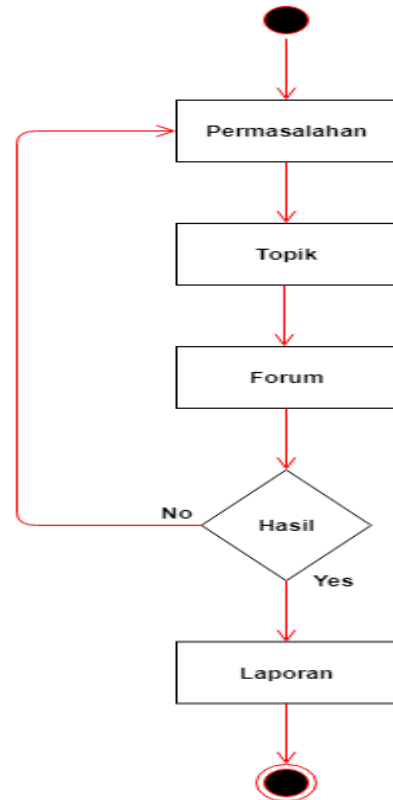 Permasalahan
Topik
Forum
Hasil
No
Yes
Laporan